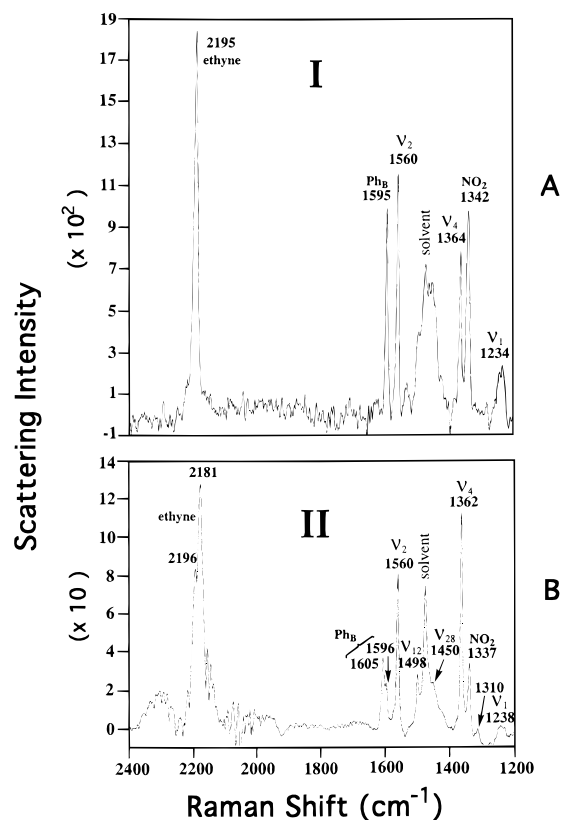 Scattering Intensity
(x 10²)
19
17
15
13
11
9
7
5
3
1
-1
2195
ethyne
I
A
Ph_B
1595
ν₂
1560
solvent
ν₄
1364
NO₂
1342
ν₁
1234
(x 10)
14
12
10
8
6
4
2
0
2181
ethyne
2196
II
B
Ph_B
1596
1605
ν₂
1560
ν₁₂
1498
solvent
ν₂₈
1450
ν₄
1362
NO₂
1337
1310
ν₁
1238
2400 2200 2000 1800 1600 1400 1200
Raman Shift (cm⁻¹)